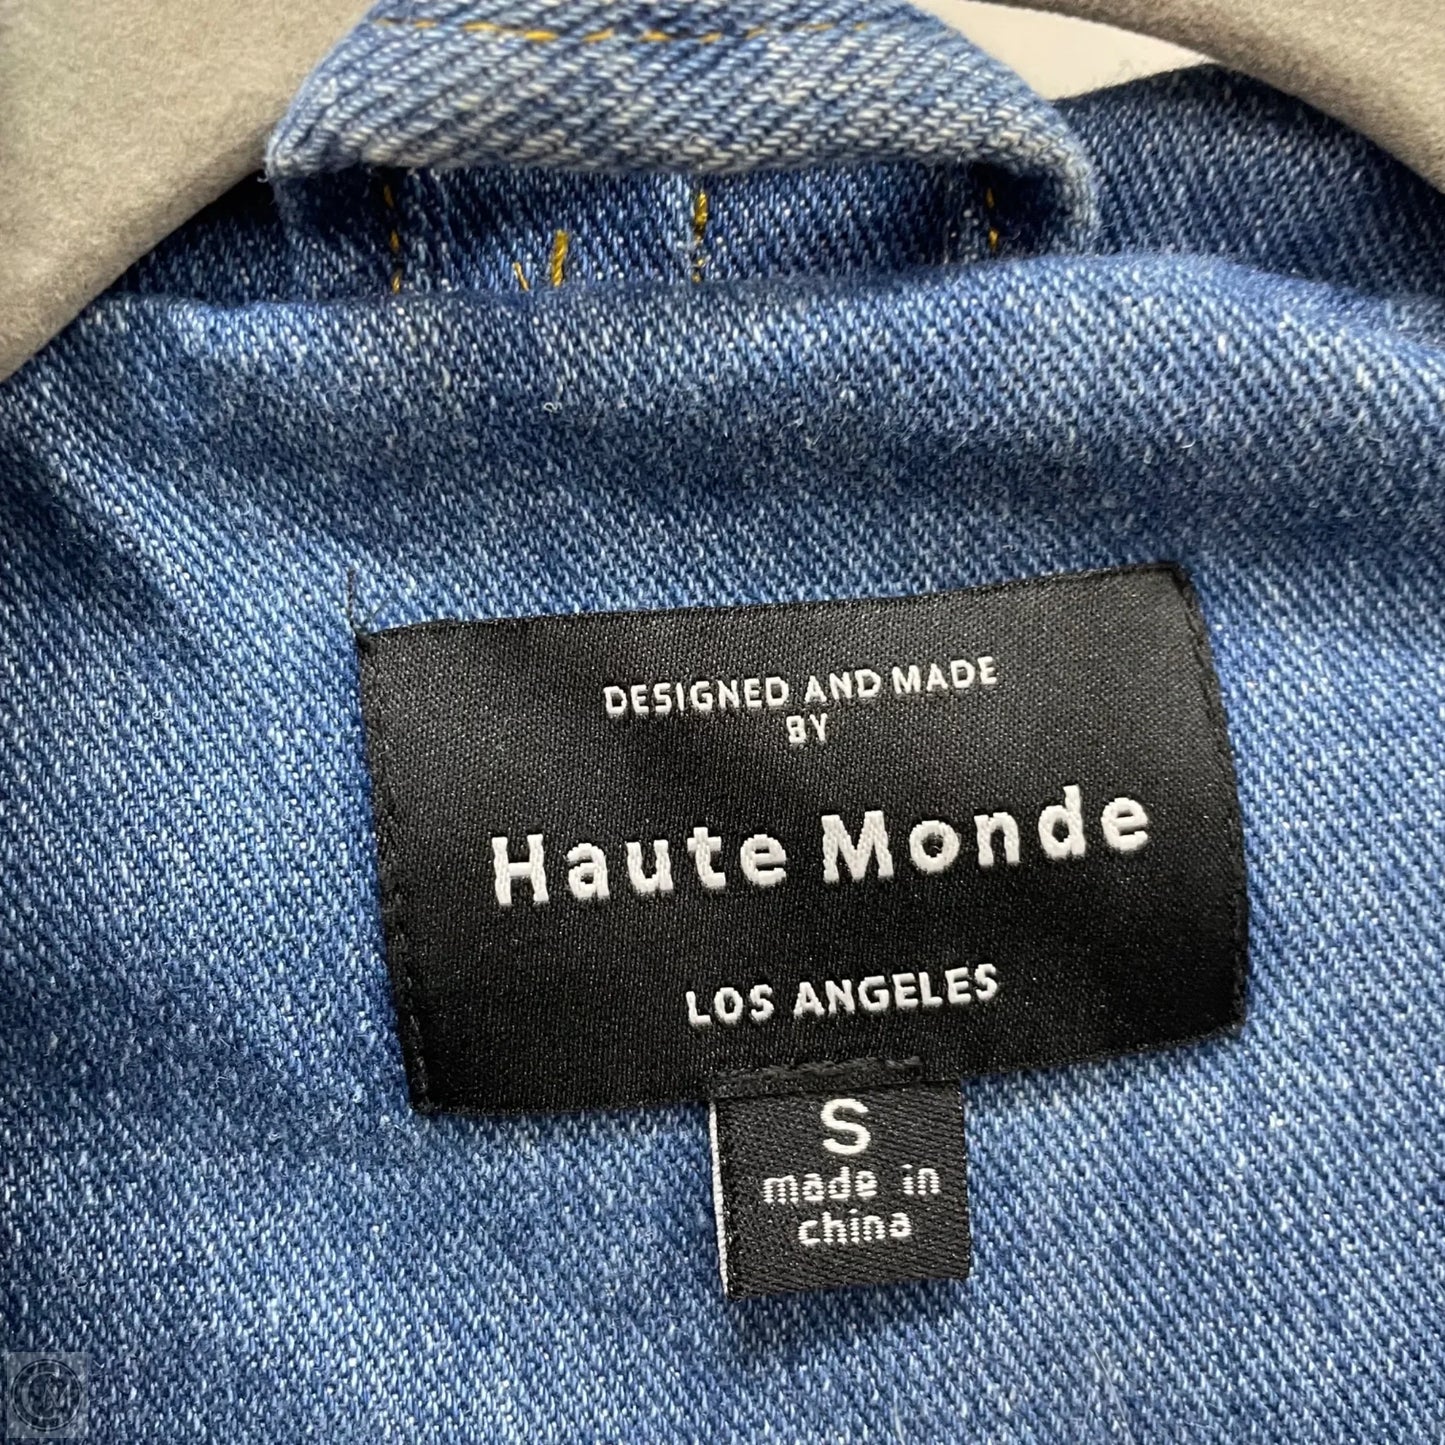 DESIGNED AND MADE
BY
Haute Monde
LOS ANGELES
S
made in
china